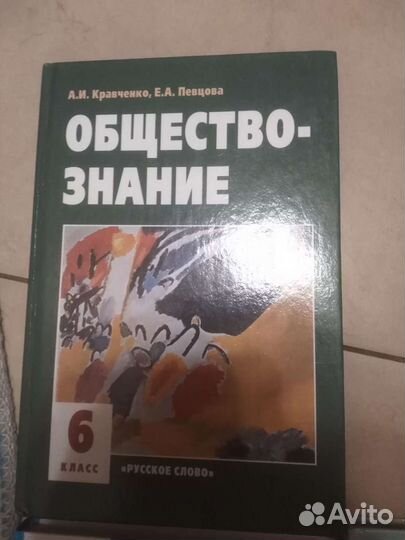 А.И. Кравченко, Е.А. Певцова
ОБЩЕСТВО-
ЗНАНИЕ
6
КЛАСС
«РУССКОЕ СЛОВО»
Avito